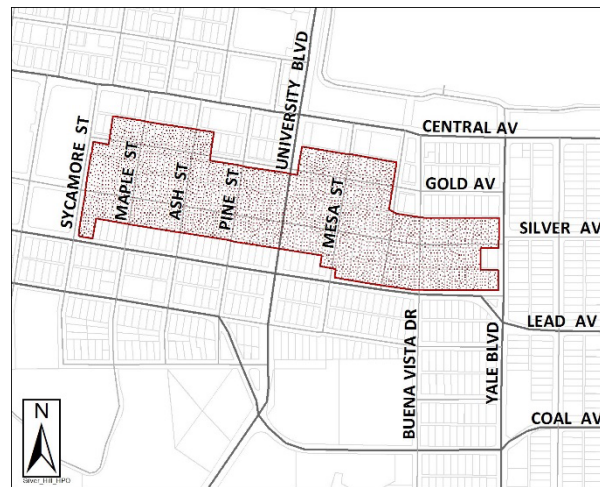 UNIVERSITY BLVD
CENTRAL AV
SYCAMORE ST
MAPLE ST
ASH ST
PINE ST
MESA ST
GOLD AV
SILVER AV
LEAD AV
BUENA VISTA DR
YALE BLVD
COAL AV
N
Silver_Hill_HPO